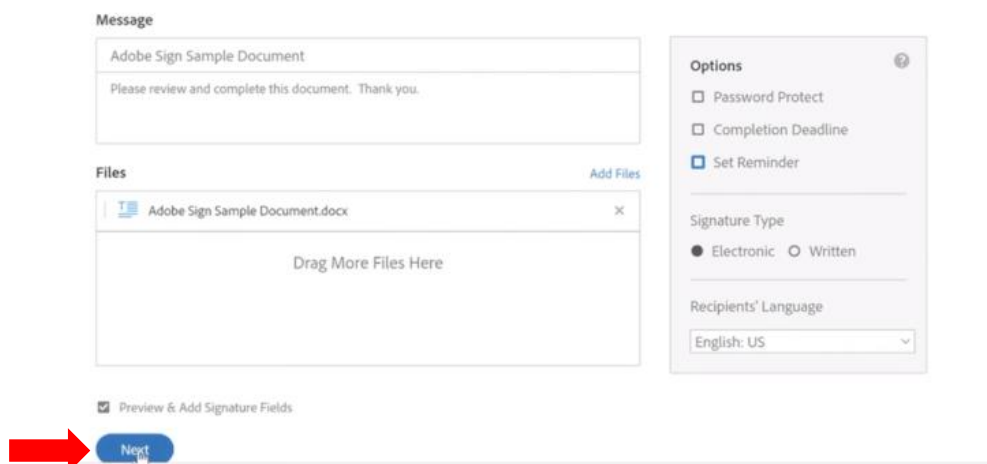 Message
Adobe Sign Sample Document
Please review and complete this document. Thank you.
Files
Add Files
Adobe Sign Sample Document.docx
Drag More Files Here
Preview & Add Signature Fields
Next
Options
Password Protect
Completion Deadline
Set Reminder
Signature Type
Electronic
Written
Recipients' Language
English: US